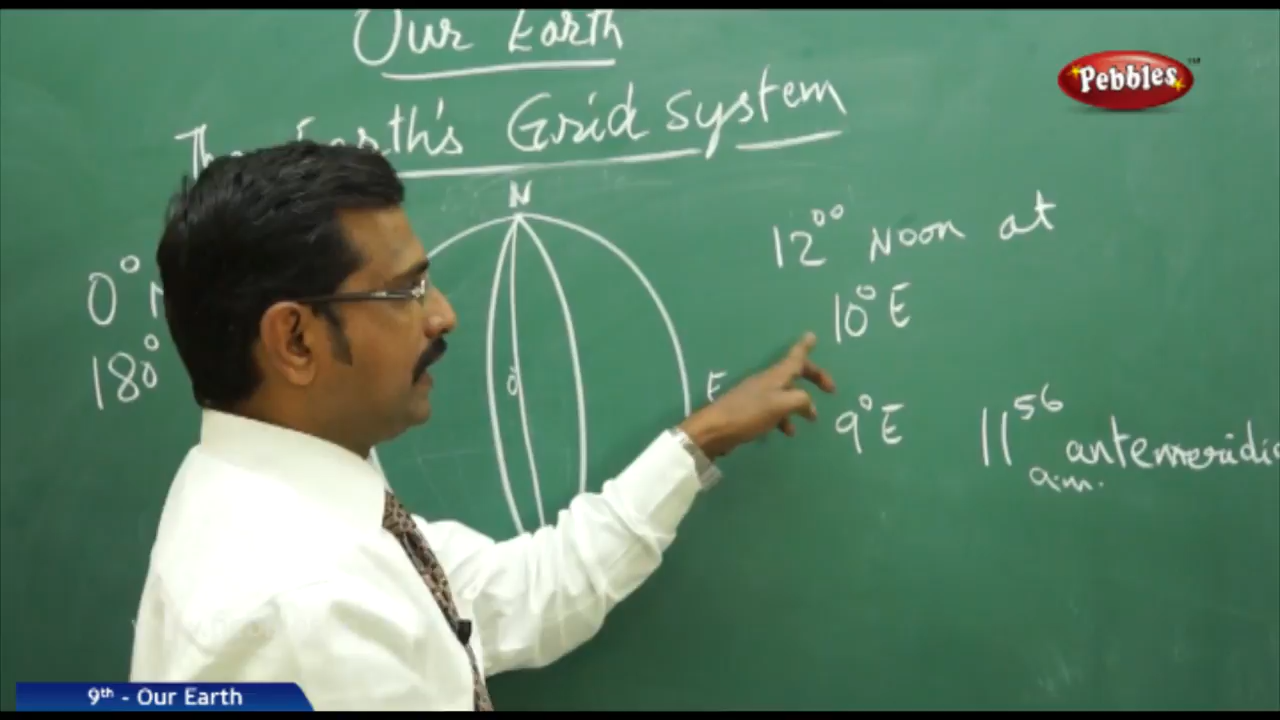 Our Earth
The Earth's Grid System
N
12⁰⁰ Noon at
0°
10°E
180°
0
E
9°E 11⁵⁶ antemeridi
a.m.
Pebbles™
9th - Our Earth